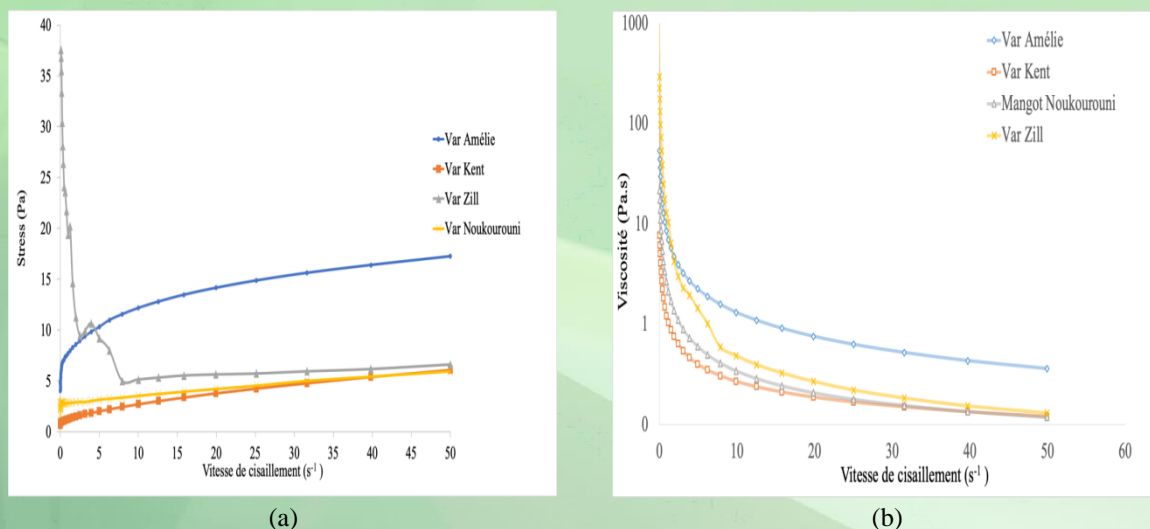 40
35
30
25
20
15
10
5
0
Stress (Pa)
Var Amélie
Var Kent
Var Zill
Var Noukourouni
0 5 10 15 20 25 30 35 40 45 50
Vitesse de cisaillement (s-1)
(a)
1000
100
10
1
0
Viscosité (Pa.s)
Var Amélie
Var Kent
Mangot Noukourouni
Var Zill
0 10 20 30 40 50 60
Vitesse de cisaillement (s-1)
(b)